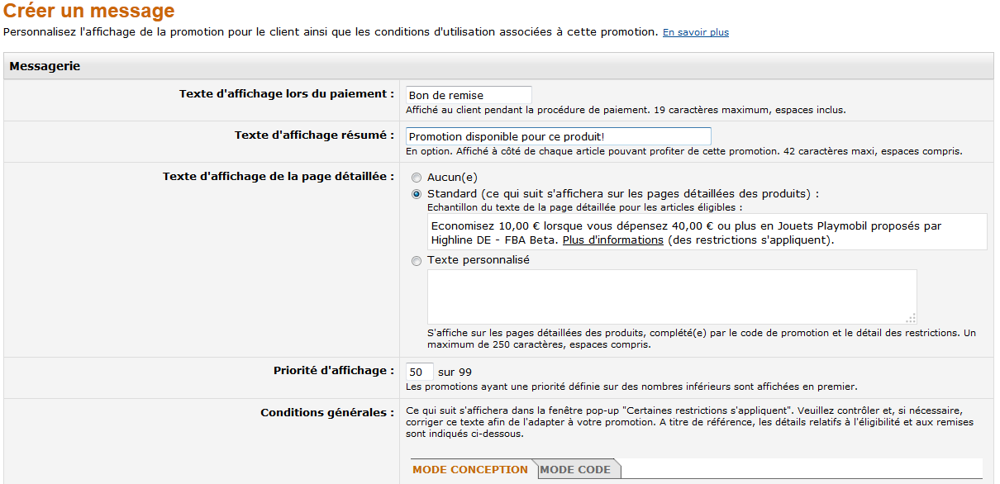 Créer un message
Personnalisez l'affichage de la promotion pour le client ainsi que les conditions d'utilisation associées à cette promotion. En savoir plus
Messagerie
Texte d'affichage lors du paiement :
Bon de remise
Affiché au client pendant la procédure de paiement. 19 caractères maximum, espaces inclus.
Texte d'affichage résumé :
Promotion disponible pour ce produit!
En option. Affiché à côté de chaque article pouvant profiter de cette promotion. 42 caractères maxi, espaces compris.
Texte d'affichage de la page détaillée :
Aucun(e)
Standard (ce qui suit s'affichera sur les pages détaillées des produits) :
Echantillon du texte de la page détaillée pour les articles éligibles :
Economisez 10,00 € lorsque vous dépensez 40,00 € ou plus en Jouets Playmobil proposés par
Highline DE - FBA Beta. Plus d'informations (des restrictions s'appliquent).
Texte personnalisé
S'affiche sur les pages détaillées des produits, complété(e) par le code de promotion et le détail des restrictions. Un
maximum de 250 caractères, espaces compris.
Priorité d'affichage :
50 sur 99
Les promotions ayant une priorité définie sur des nombres inférieurs sont affichées en premier.
Conditions générales :
Ce qui suit s'affichera dans la fenêtre pop-up "Certaines restrictions s'appliquent". Veuillez contrôler et, si nécessaire,
corriger ce texte afin de l'adapter à votre promotion. A titre de référence, les détails relatifs à l'éligibilité et aux remises
sont indiqués ci-dessous.
MODE CONCEPTION
MODE CODE